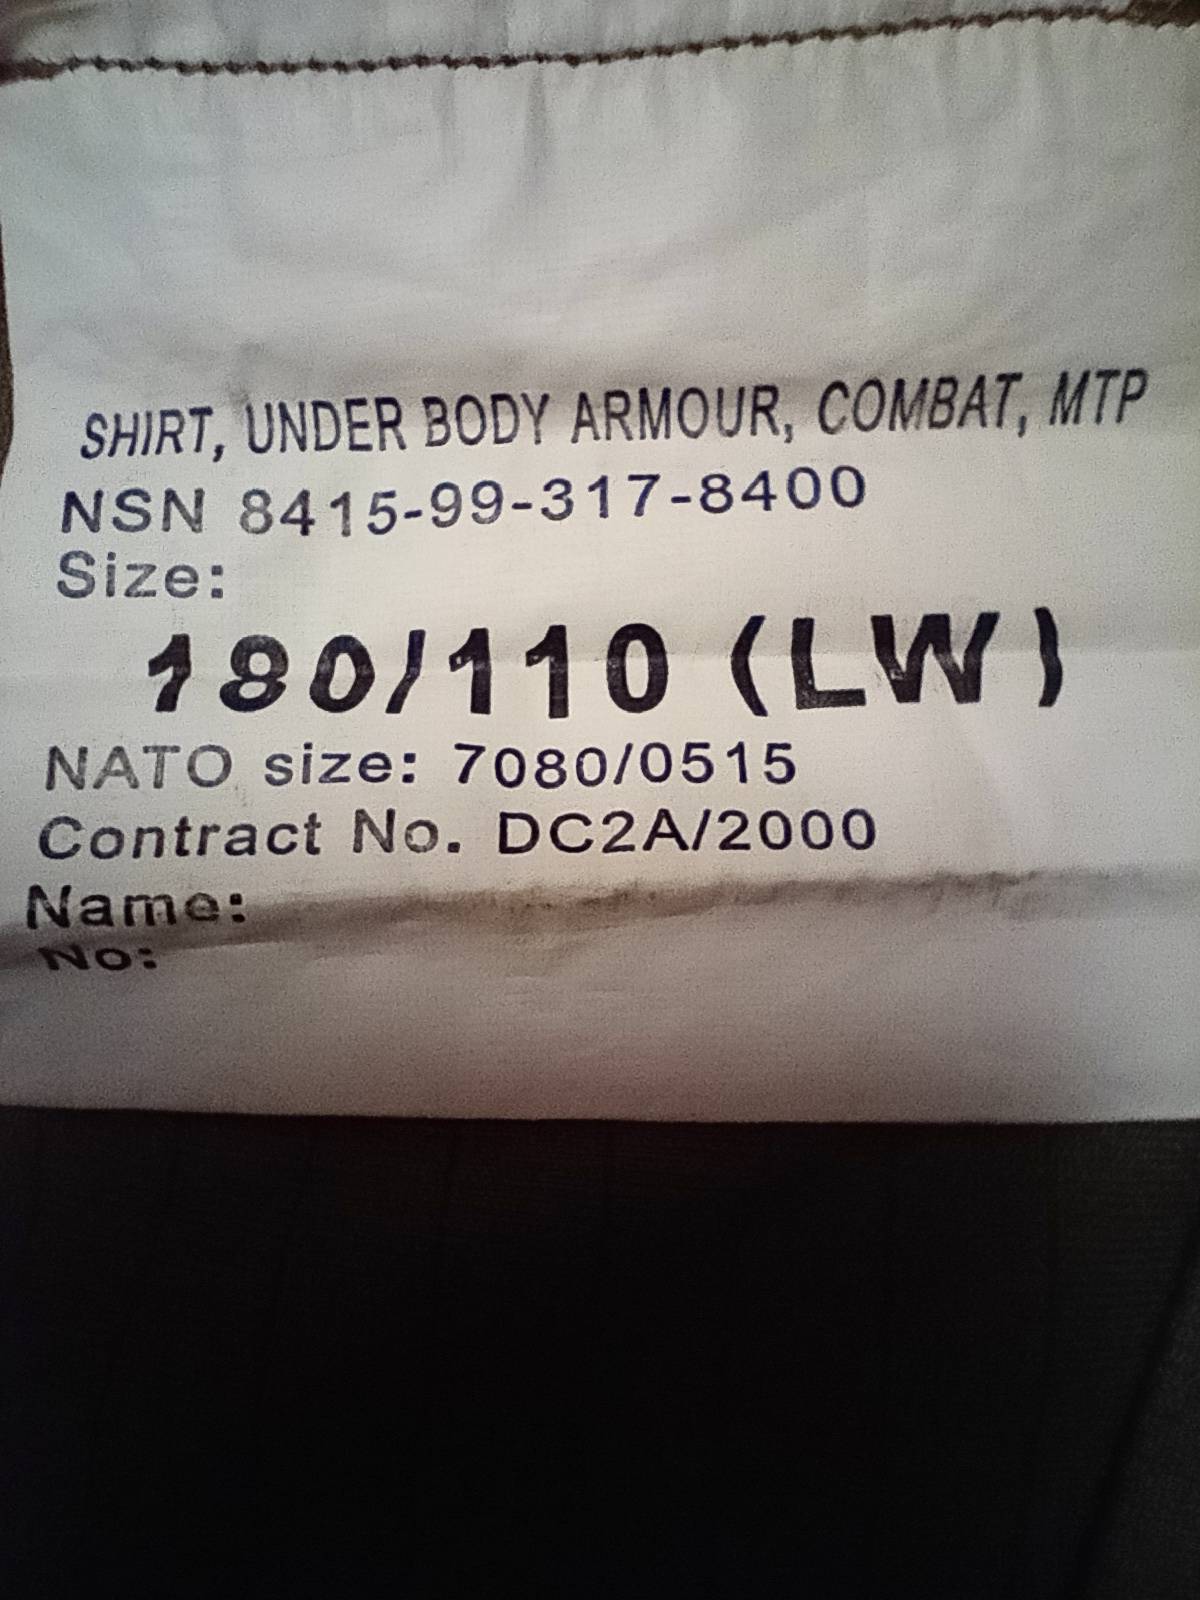 SHIRT, UNDER BODY ARMOUR, COMBAT, MTP
NSN 8415-99-317-8400
Size:
180/110 (LW)
NATO size: 7080/0515
Contract No. DC2A/2000
Name:
No: